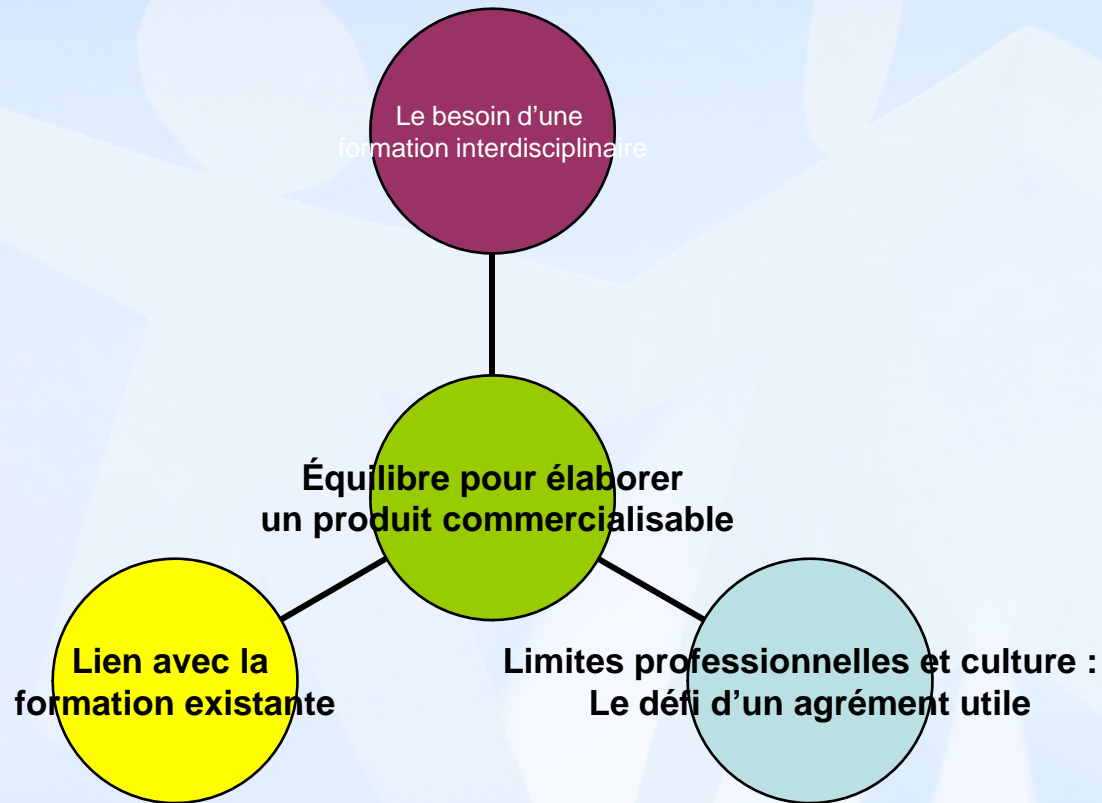 Le besoin d’une
formation interdisciplinaire
Équilibre pour élaborer
un produit commercialisable
Lien avec la
formation existante
Limites professionnelles et culture :
Le défi d’un agrément utile